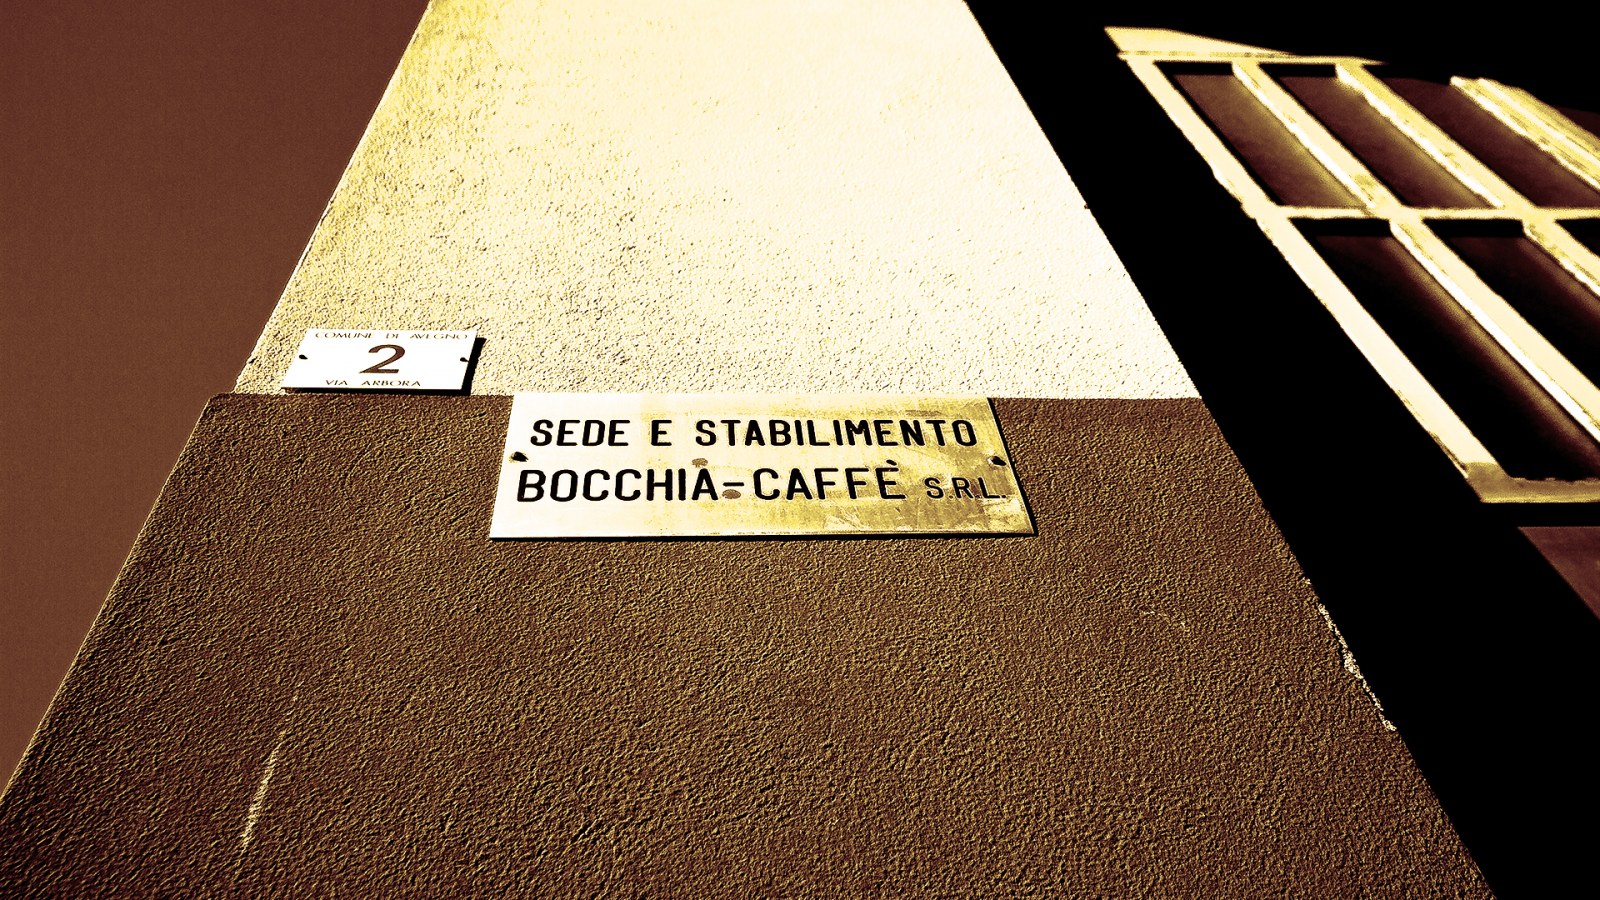 COMUNE DI AVEGNO
2
VIA ARBORA
SEDE E STABILIMENTO
BOCCHIA-CAFFÈ S.R.L.